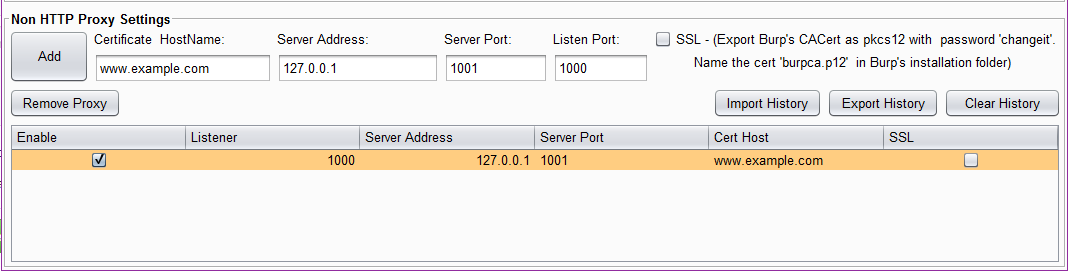 Non HTTP Proxy Settings
Certificate HostName: Server Address: Server Port: Listen Port: SSL - (Export Burp's CACert as pkcs12 with password 'changeit'.
Add www.example.com 127.0.0.1 1001 1000 Name the cert 'burpca.p12' in Burp's installation folder)
Remove Proxy Import History Export History Clear History
Enable Listener Server Address Server Port Cert Host SSL
1000 127.0.0.1 1001 www.example.com